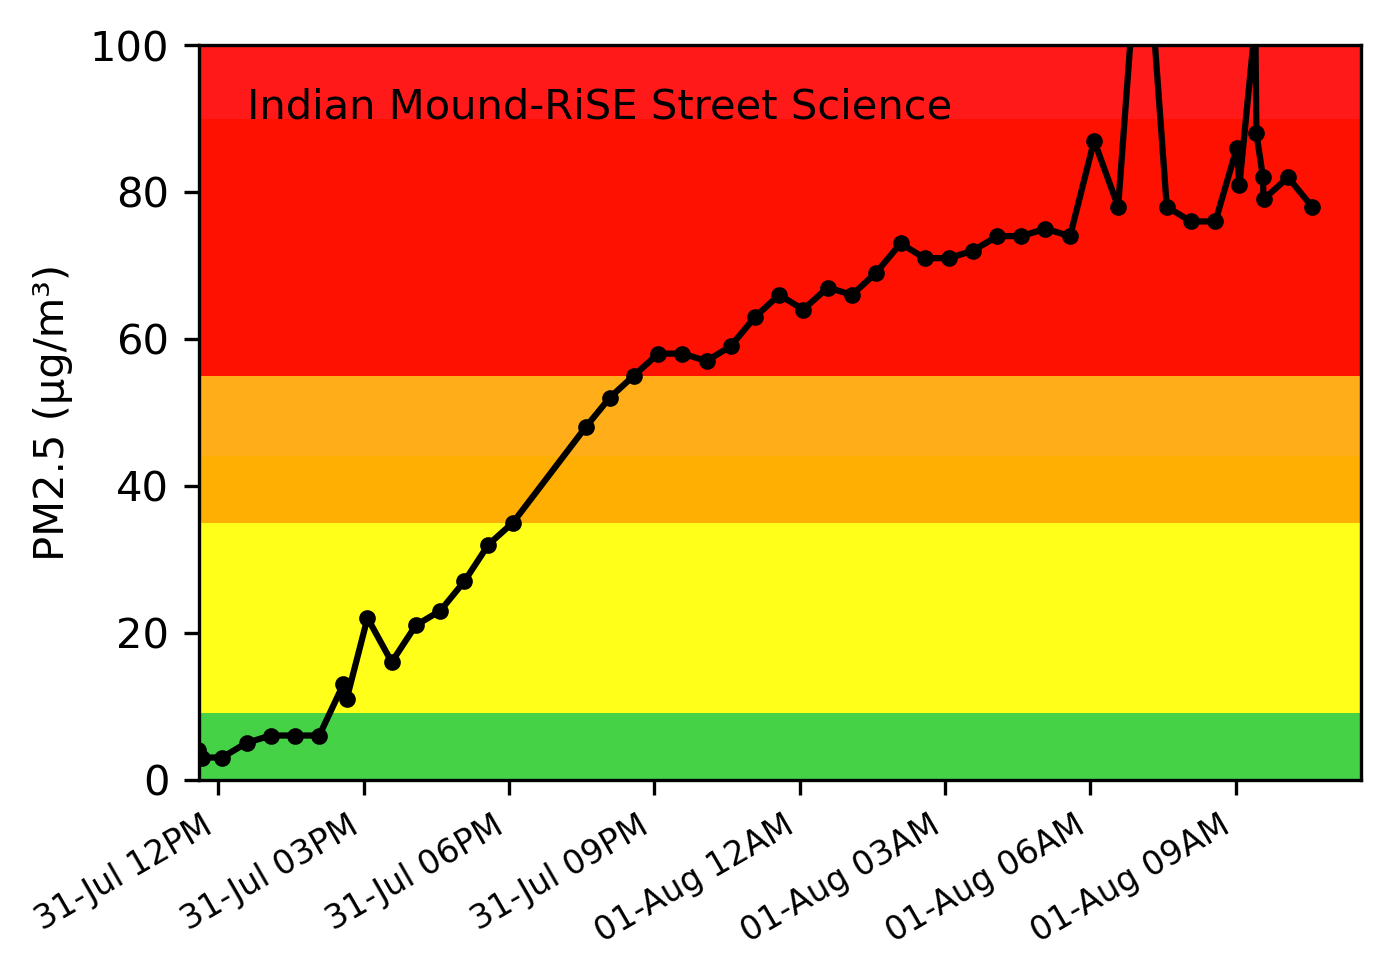 Indian Mound-RiSE Street Science
PM2.5 (µg/m³)
100
80
60
40
20
0
31-Jul 12PM
31-Jul 03PM
31-Jul 06PM
31-Jul 09PM
01-Aug 12AM
01-Aug 03AM
01-Aug 06AM
01-Aug 09AM